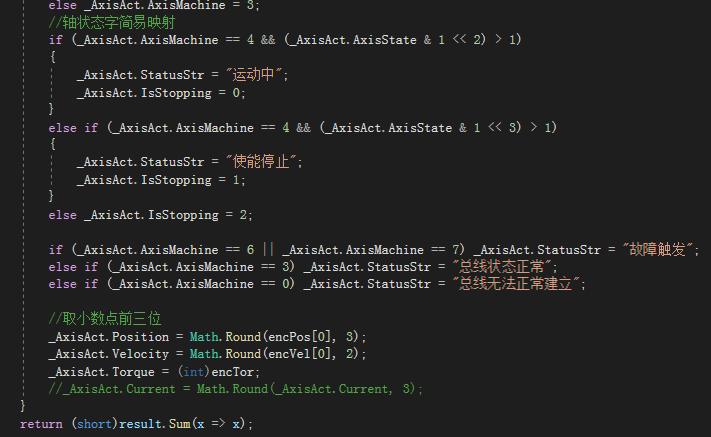 else _AxisAct.AxisMachine = 3;
//轴状态字简易映射
if (_AxisAct.AxisMachine == 4 && (_AxisAct.AxisState & 1 << 2) > 1)
{
_AxisAct.StatusStr = "运动中";
_AxisAct.IsStopping = 0;
}
else if (_AxisAct.AxisMachine == 4 && (_AxisAct.AxisState & 1 << 3) > 1)
{
_AxisAct.StatusStr = "使能停止";
_AxisAct.IsStopping = 1;
}
else _AxisAct.IsStopping = 2;
if (_AxisAct.AxisMachine == 6 || _AxisAct.AxisMachine == 7) _AxisAct.StatusStr = "故障触发";
else if (_AxisAct.AxisMachine == 3) _AxisAct.StatusStr = "总线状态正常";
else if (_AxisAct.AxisMachine == 0) _AxisAct.StatusStr = "总线无法正常建立";
//取小数点前三位
_AxisAct.Position = Math.Round(encPos[0], 3);
_AxisAct.Velocity = Math.Round(encVel[0], 2);
_AxisAct.Torque = (int)encTor;
//_AxisAct.Current = Math.Round(_AxisAct.Current, 3);
}
return (short)result.Sum(x => x);